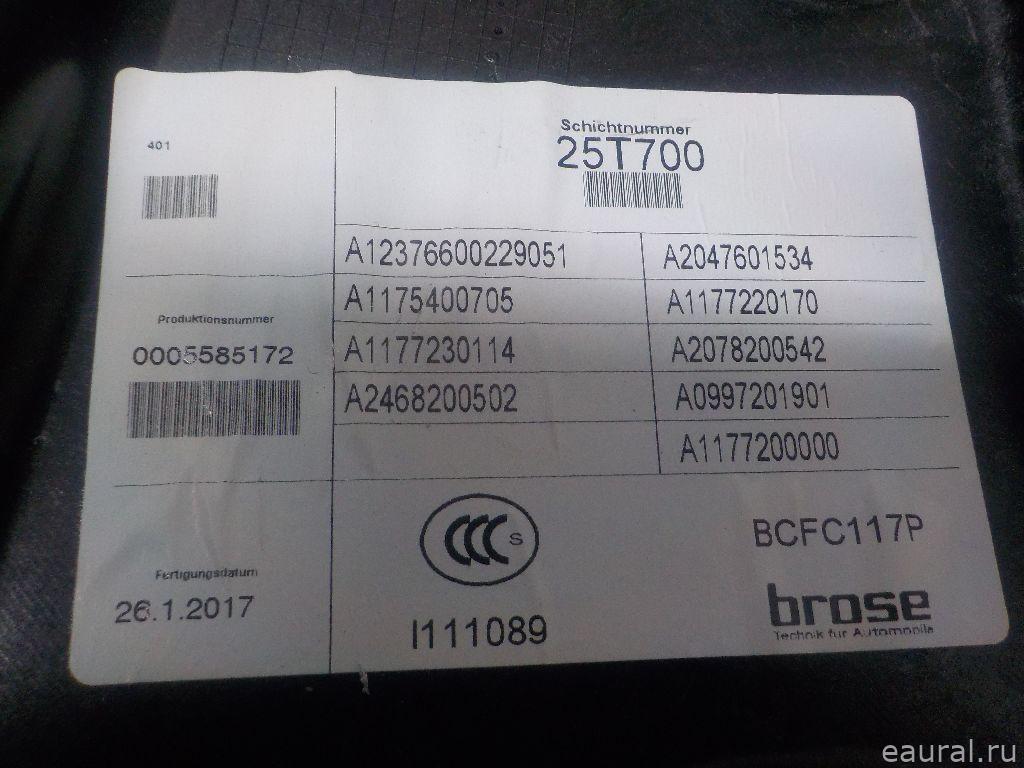 401
Schichtnummer
25T700
A12376600229051 A2047601534
A1175400705 A1177220170
A1177230114 A2078200542
A2468200502 A0997201901
A1177200000
Produktionsnummer
0005585172
Fertigungsdatum
26.1.2017
CCC S
I111089
BCFC117P
brose
Technik für Automobile
eaural.ru